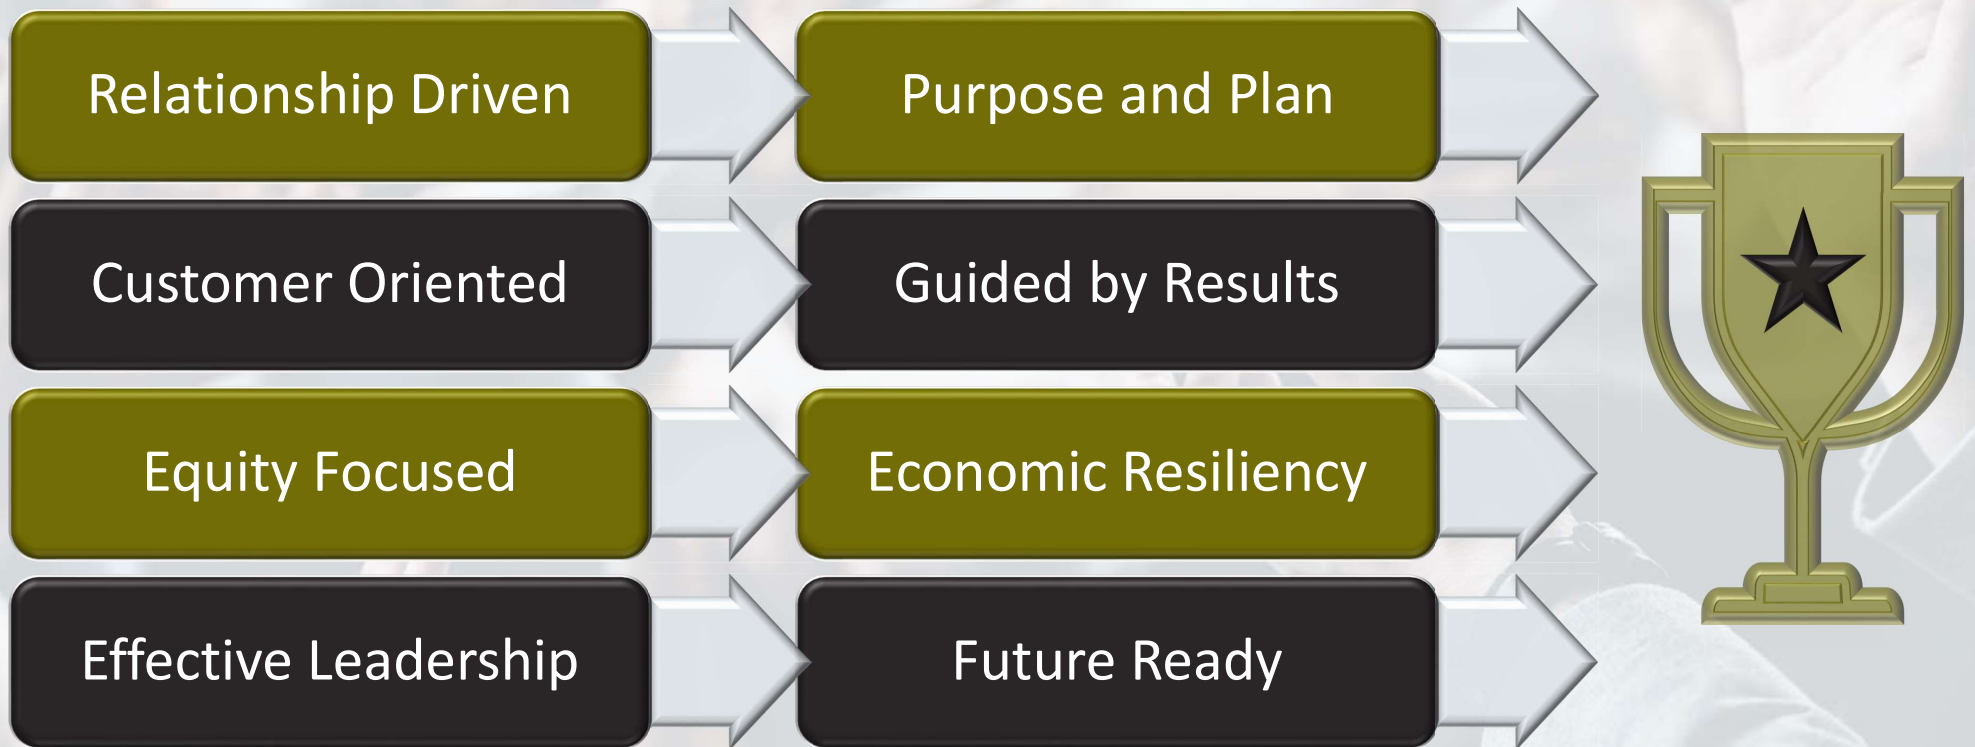 Relationship Driven
Purpose and Plan
Customer Oriented
Guided by Results
Equity Focused
Economic Resiliency
Effective Leadership
Future Ready